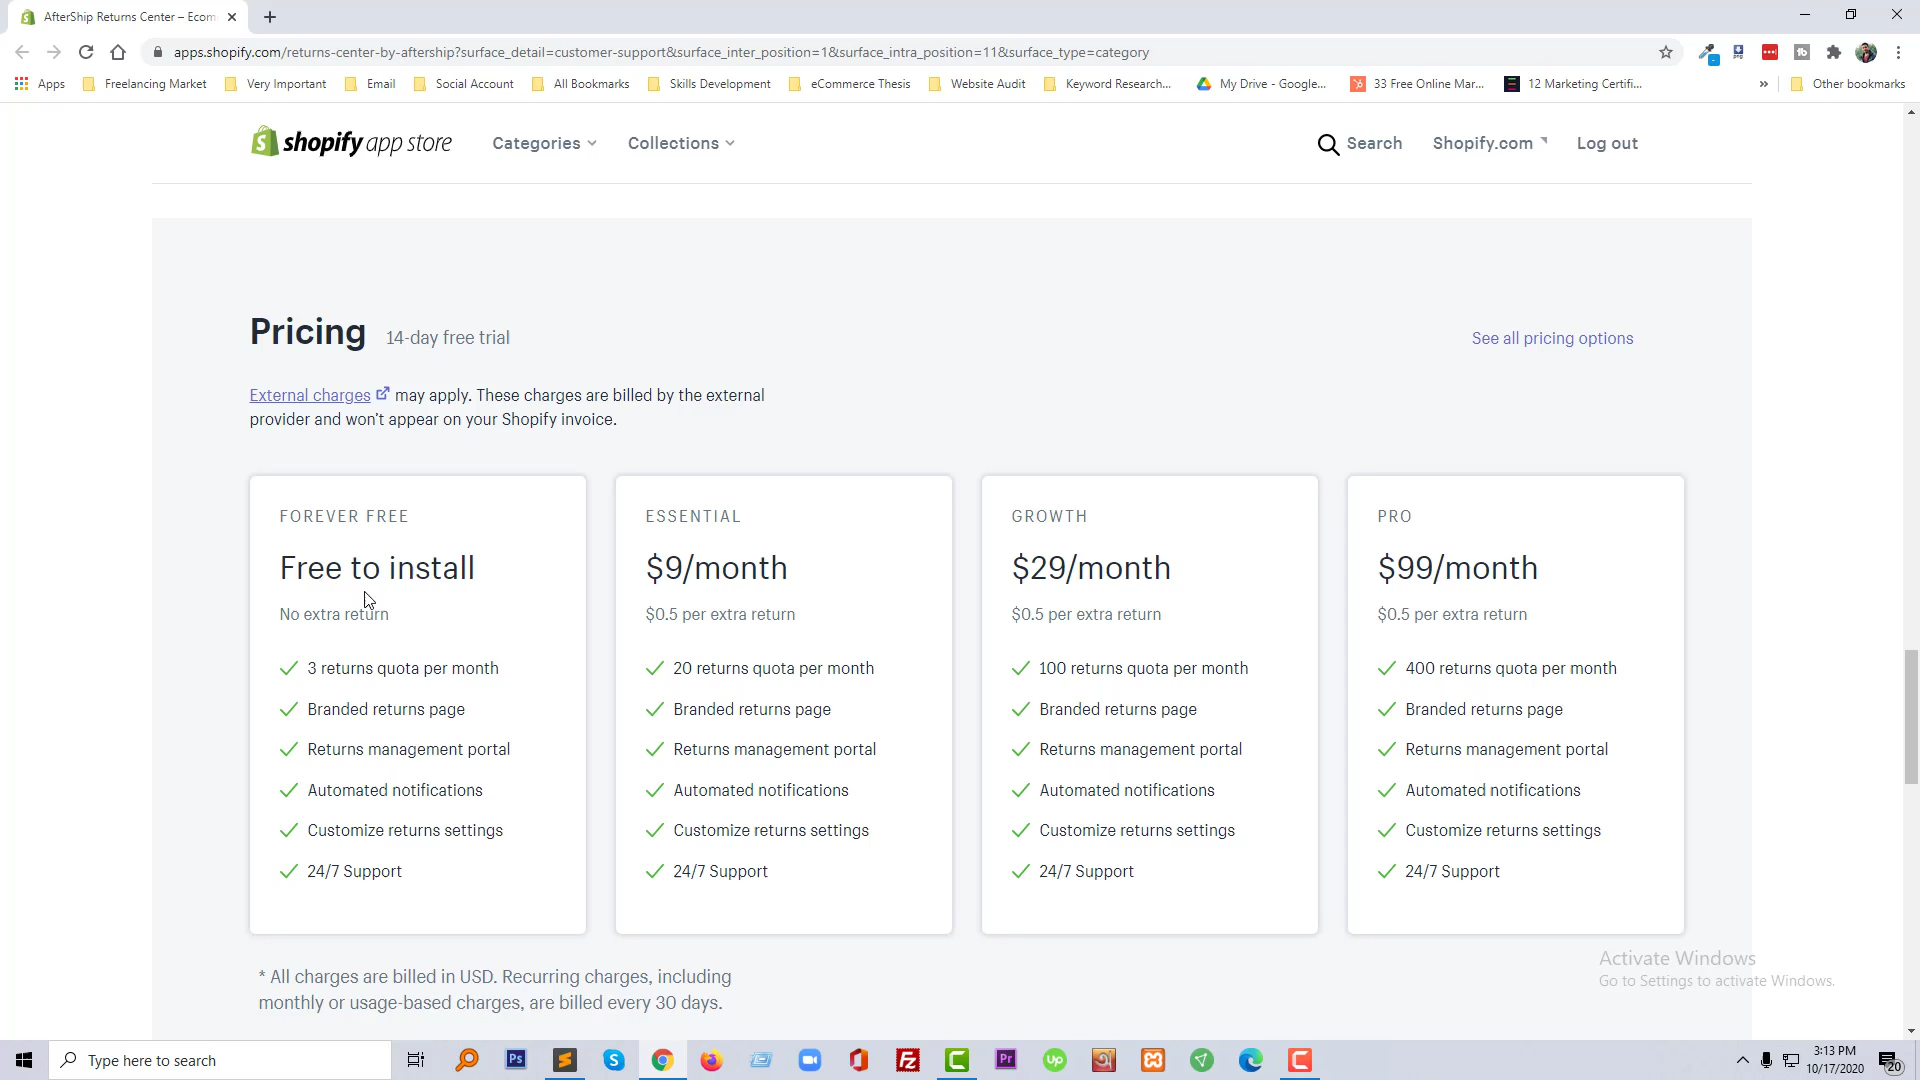 AfterShip Returns Center – Ecom
apps.shopify.com/returns-center-by-aftership?surface_detail=customer-support&surface_inter_position=1&surface_intra_position=11&surface_type=category
Apps Freelancing Market Very Important Email Social Account All Bookmarks Skills Development eCommerce Thesis Website Audit Keyword Research... My Drive - Google... 33 Free Online Mar... 12 Marketing Certifi... » Other bookmarks
shopify app store Categories Collections Search Shopify.com Log out
Pricing 14-day free trial See all pricing options
External charges may apply. These charges are billed by the external
provider and won't appear on your Shopify invoice.
FOREVER FREE
Free to install
No extra return
3 returns quota per month
Branded returns page
Returns management portal
Automated notifications
Customize returns settings
24/7 Support
ESSENTIAL
$9/month
$0.5 per extra return
20 returns quota per month
Branded returns page
Returns management portal
Automated notifications
Customize returns settings
24/7 Support
GROWTH
$29/month
$0.5 per extra return
100 returns quota per month
Branded returns page
Returns management portal
Automated notifications
Customize returns settings
24/7 Support
PRO
$99/month
$0.5 per extra return
400 returns quota per month
Branded returns page
Returns management portal
Automated notifications
Customize returns settings
24/7 Support
* All charges are billed in USD. Recurring charges, including
monthly or usage-based charges, are billed every 30 days.
Activate Windows
Go to Settings to activate Windows.
Type here to search
Ps
Pr
Up
3:13 PM
10/17/2020
20